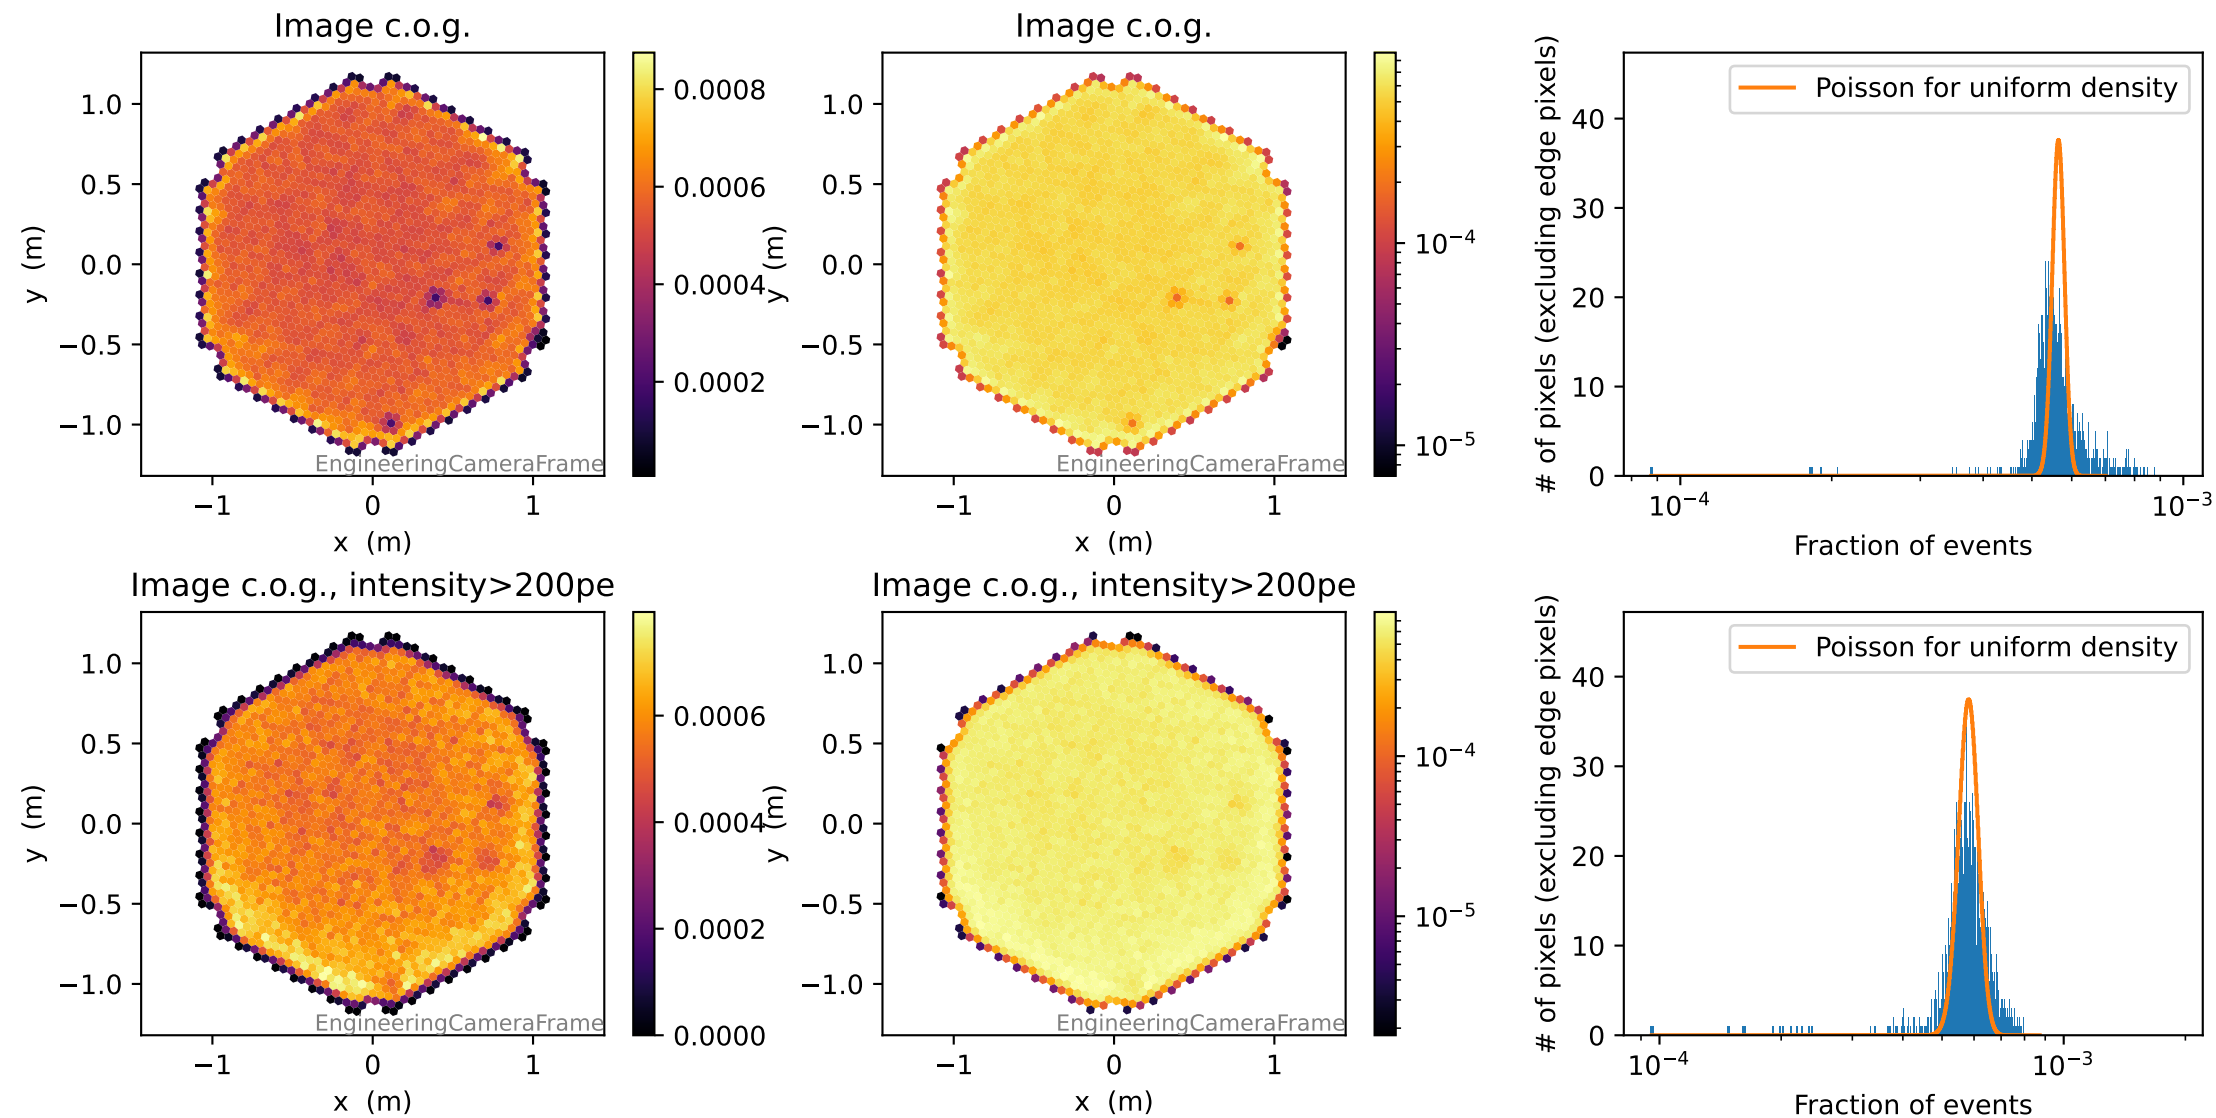 Image c.o.g.
1.0
0.5
0.0
−0.5
−1.0
y (m)
−1 0 1
x (m)
EngineeringCameraFrame
0.0008
0.0006
0.0004
0.0002
Image c.o.g.
1.0
0.5
0.0
−0.5
−1.0
y (m)
−1 0 1
x (m)
EngineeringCameraFrame
10⁻⁴
10⁻⁵
# of pixels (excluding edge pixels)
40
30
20
10
0
Poisson for uniform density
10⁻⁴ 10⁻³
Fraction of events
Image c.o.g., intensity>200pe
1.0
0.5
0.0
−0.5
−1.0
y (m)
−1 0 1
x (m)
EngineeringCameraFrame
0.0006
0.0004
0.0002
0.0000
Image c.o.g., intensity>200pe
1.0
0.5
0.0
−0.5
−1.0
y (m)
−1 0 1
x (m)
EngineeringCameraFrame
10⁻⁴
10⁻⁵
# of pixels (excluding edge pixels)
40
30
20
10
0
Poisson for uniform density
10⁻⁴ 10⁻³
Fraction of events